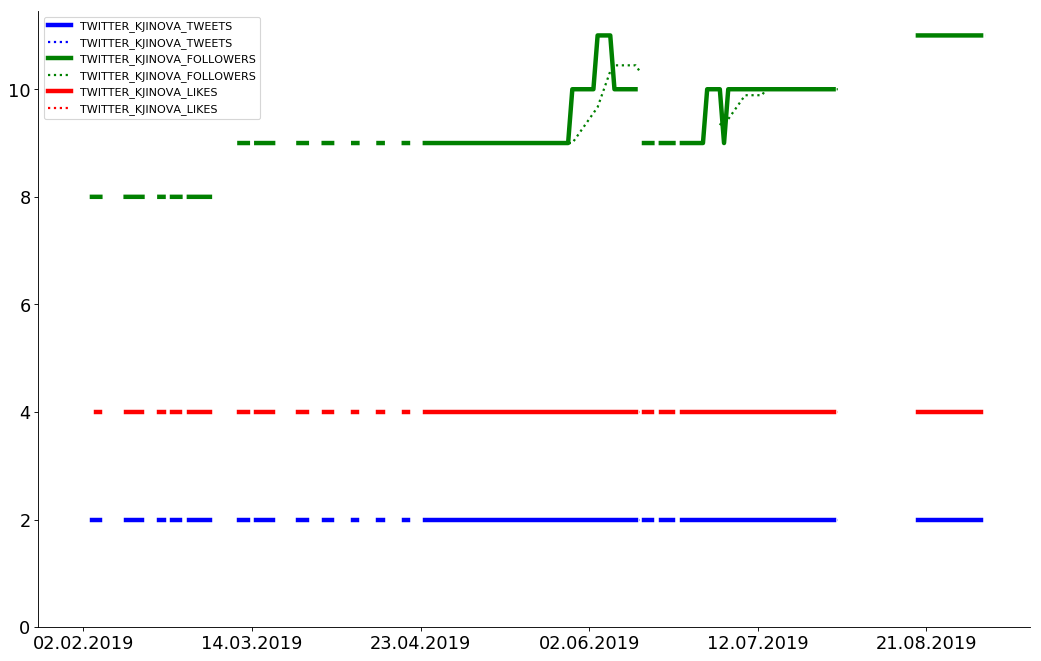 TWITTER_KJINOVA_TWEETS
TWITTER_KJINOVA_TWEETS
TWITTER_KJINOVA_FOLLOWERS
TWITTER_KJINOVA_FOLLOWERS
TWITTER_KJINOVA_LIKES
TWITTER_KJINOVA_LIKES
10
8
6
4
2
0
02.02.2019 14.03.2019 23.04.2019 02.06.2019 12.07.2019 21.08.2019